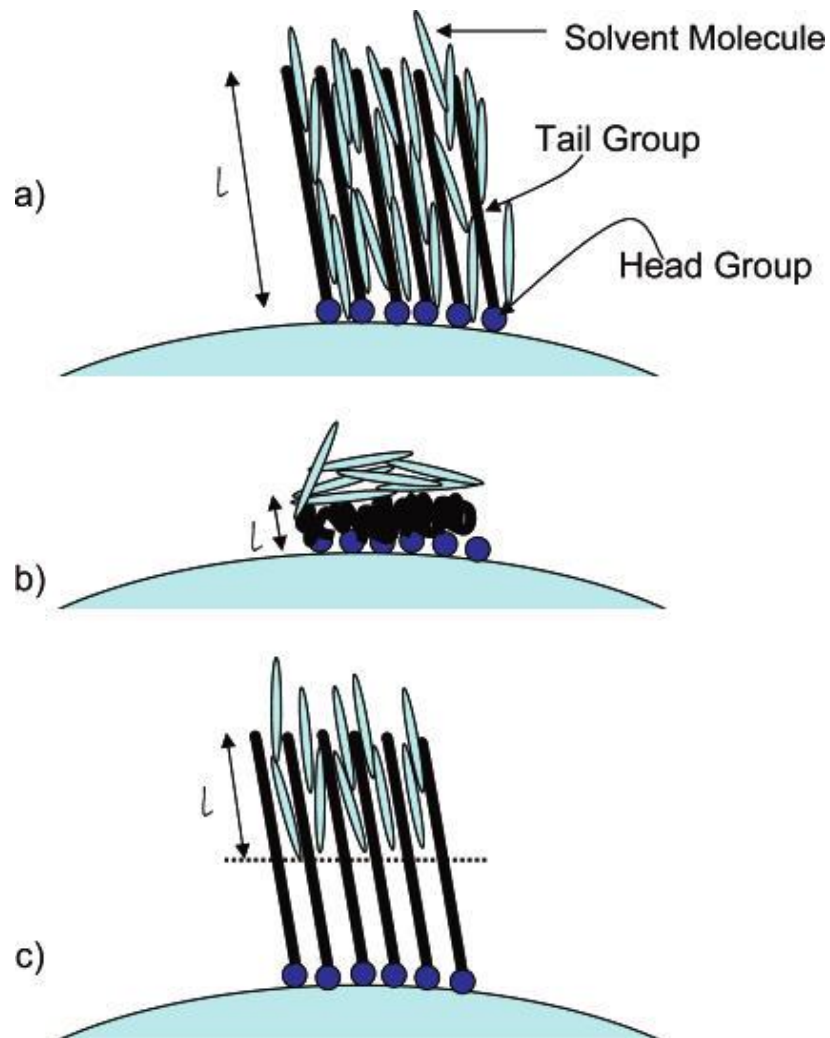 Solvent Molecule
Tail Group
l
a)
Head Group
l
b)
l
c)